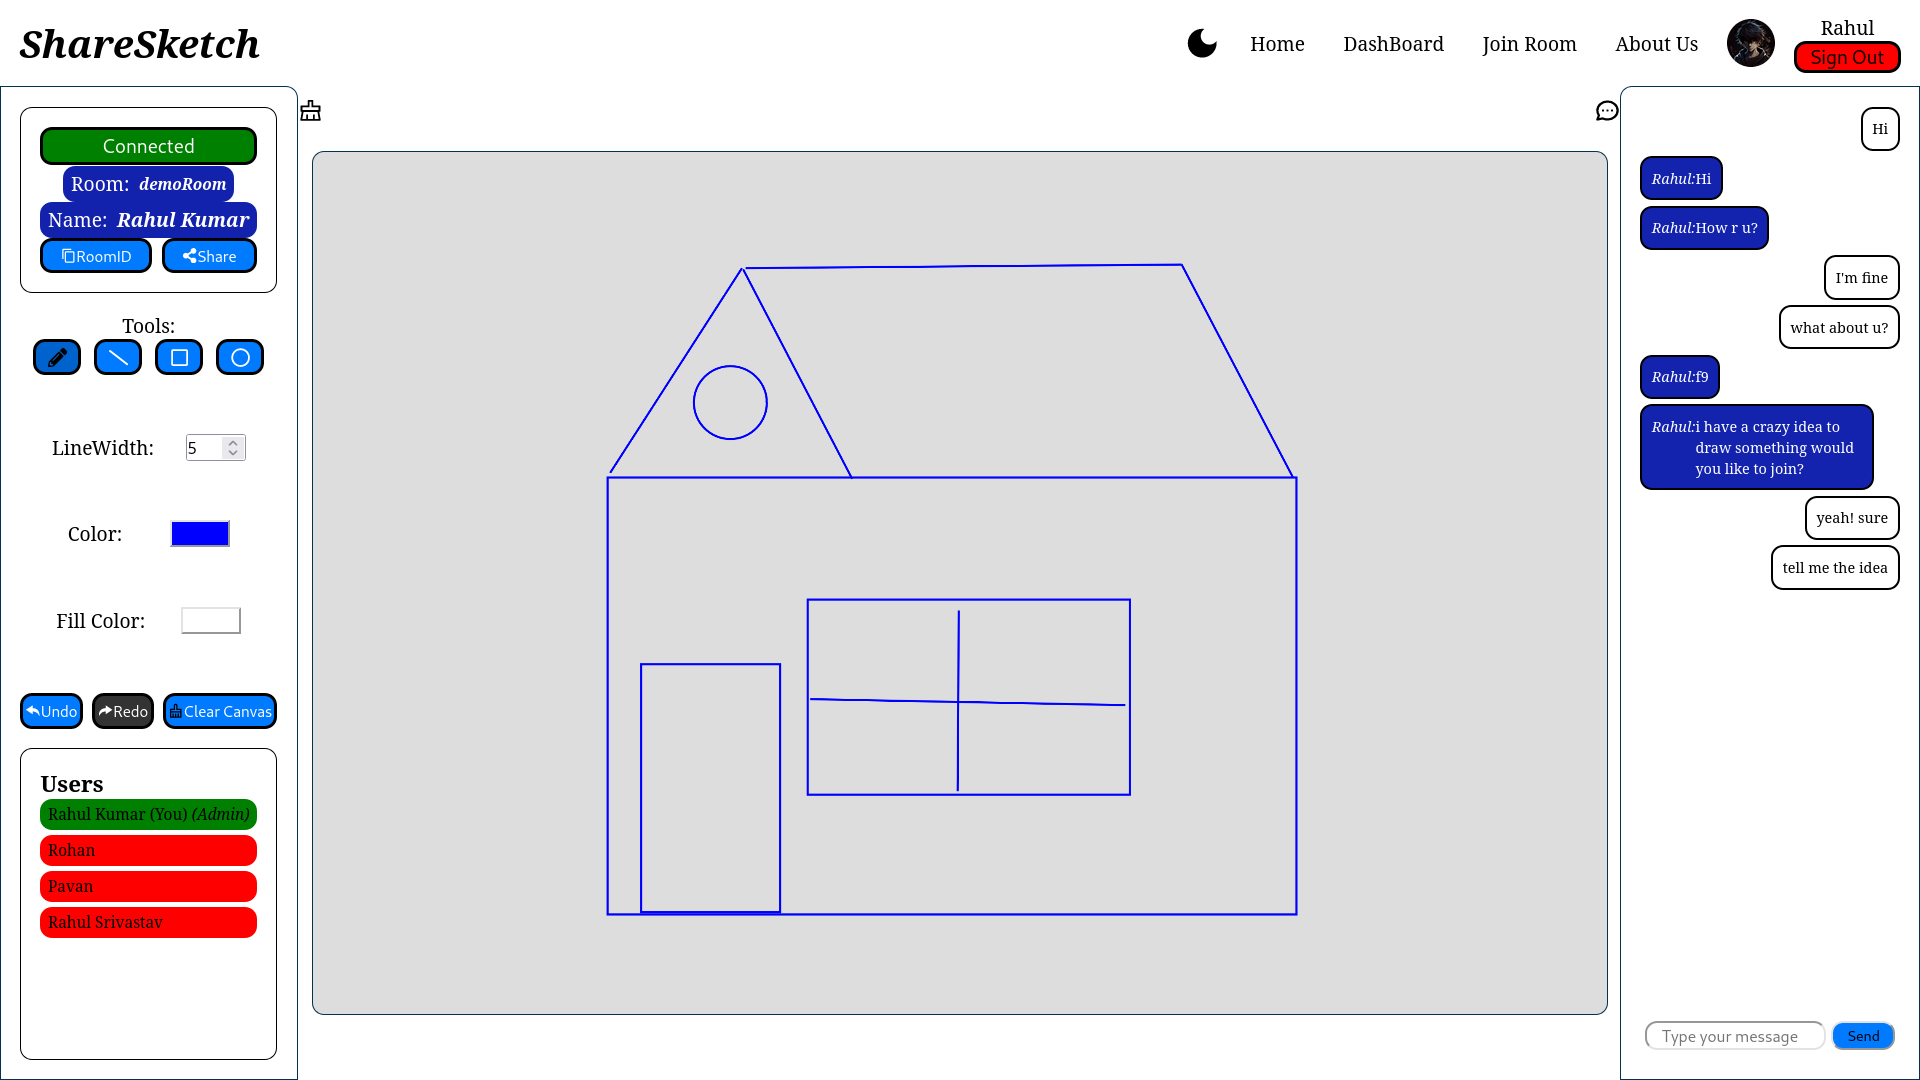 ShareSketch
Home
DashBoard
Join Room
About Us
Rahul
Sign Out
Connected
Room: demoRoom
Name: Rahul Kumar
RoomID
Share
Tools:
LineWidth: 5
Color:
Fill Color:
Undo
Redo
Clear Canvas
Users
Rahul Kumar (You) (Admin)
Rohan
Pavan
Rahul Srivastav
Hi
Rahul:Hi
Rahul:How r u?
I'm fine
what about u?
Rahul:f9
Rahul:i have a crazy idea to
draw something would
you like to join?
yeah! sure
tell me the idea
Type your message
Send